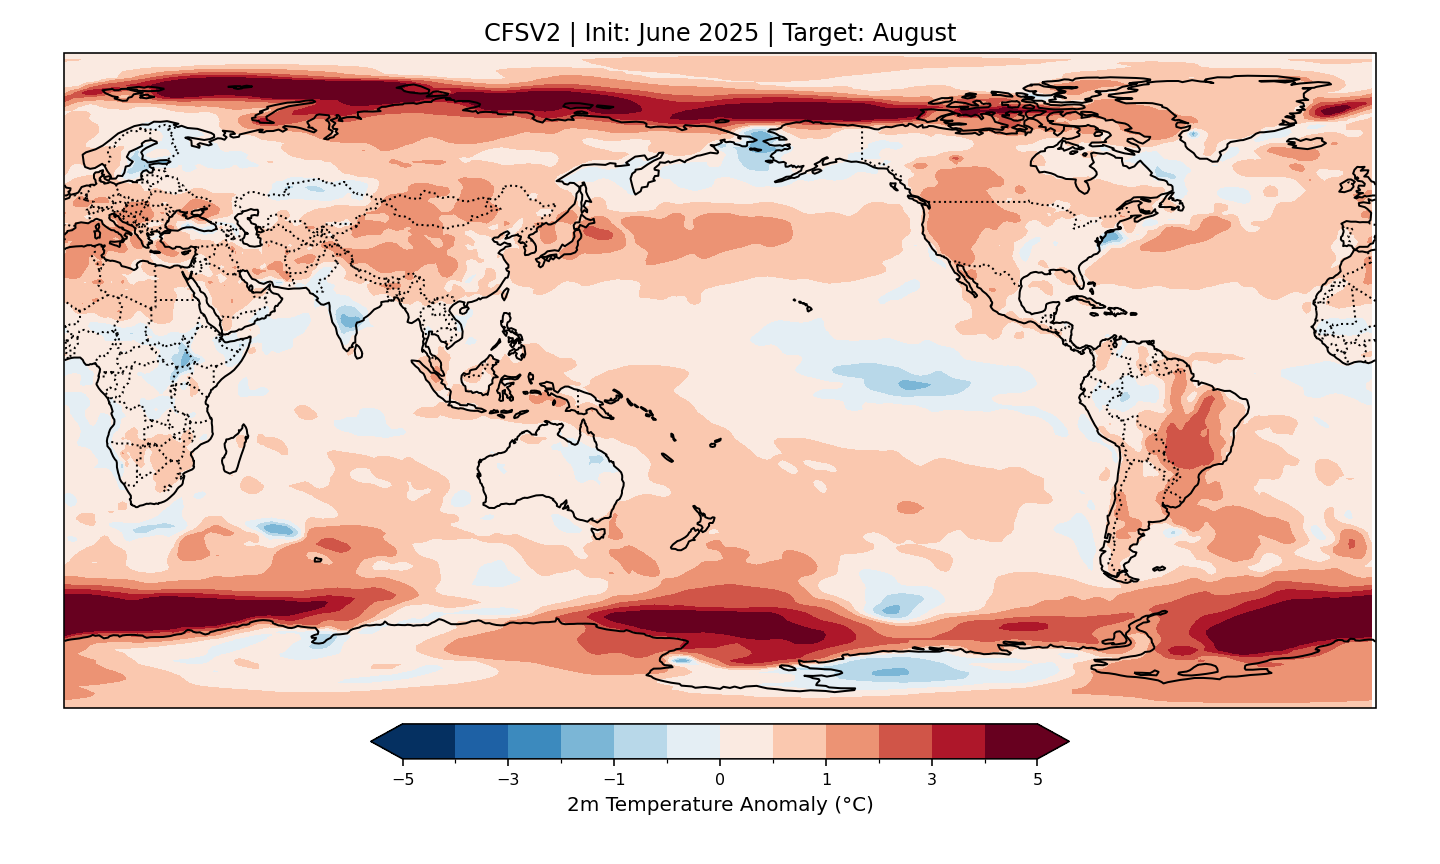 CFSV2 | Init: June 2025 | Target: August
−5 −3 −1 0 1 3 5
2m Temperature Anomaly (°C)